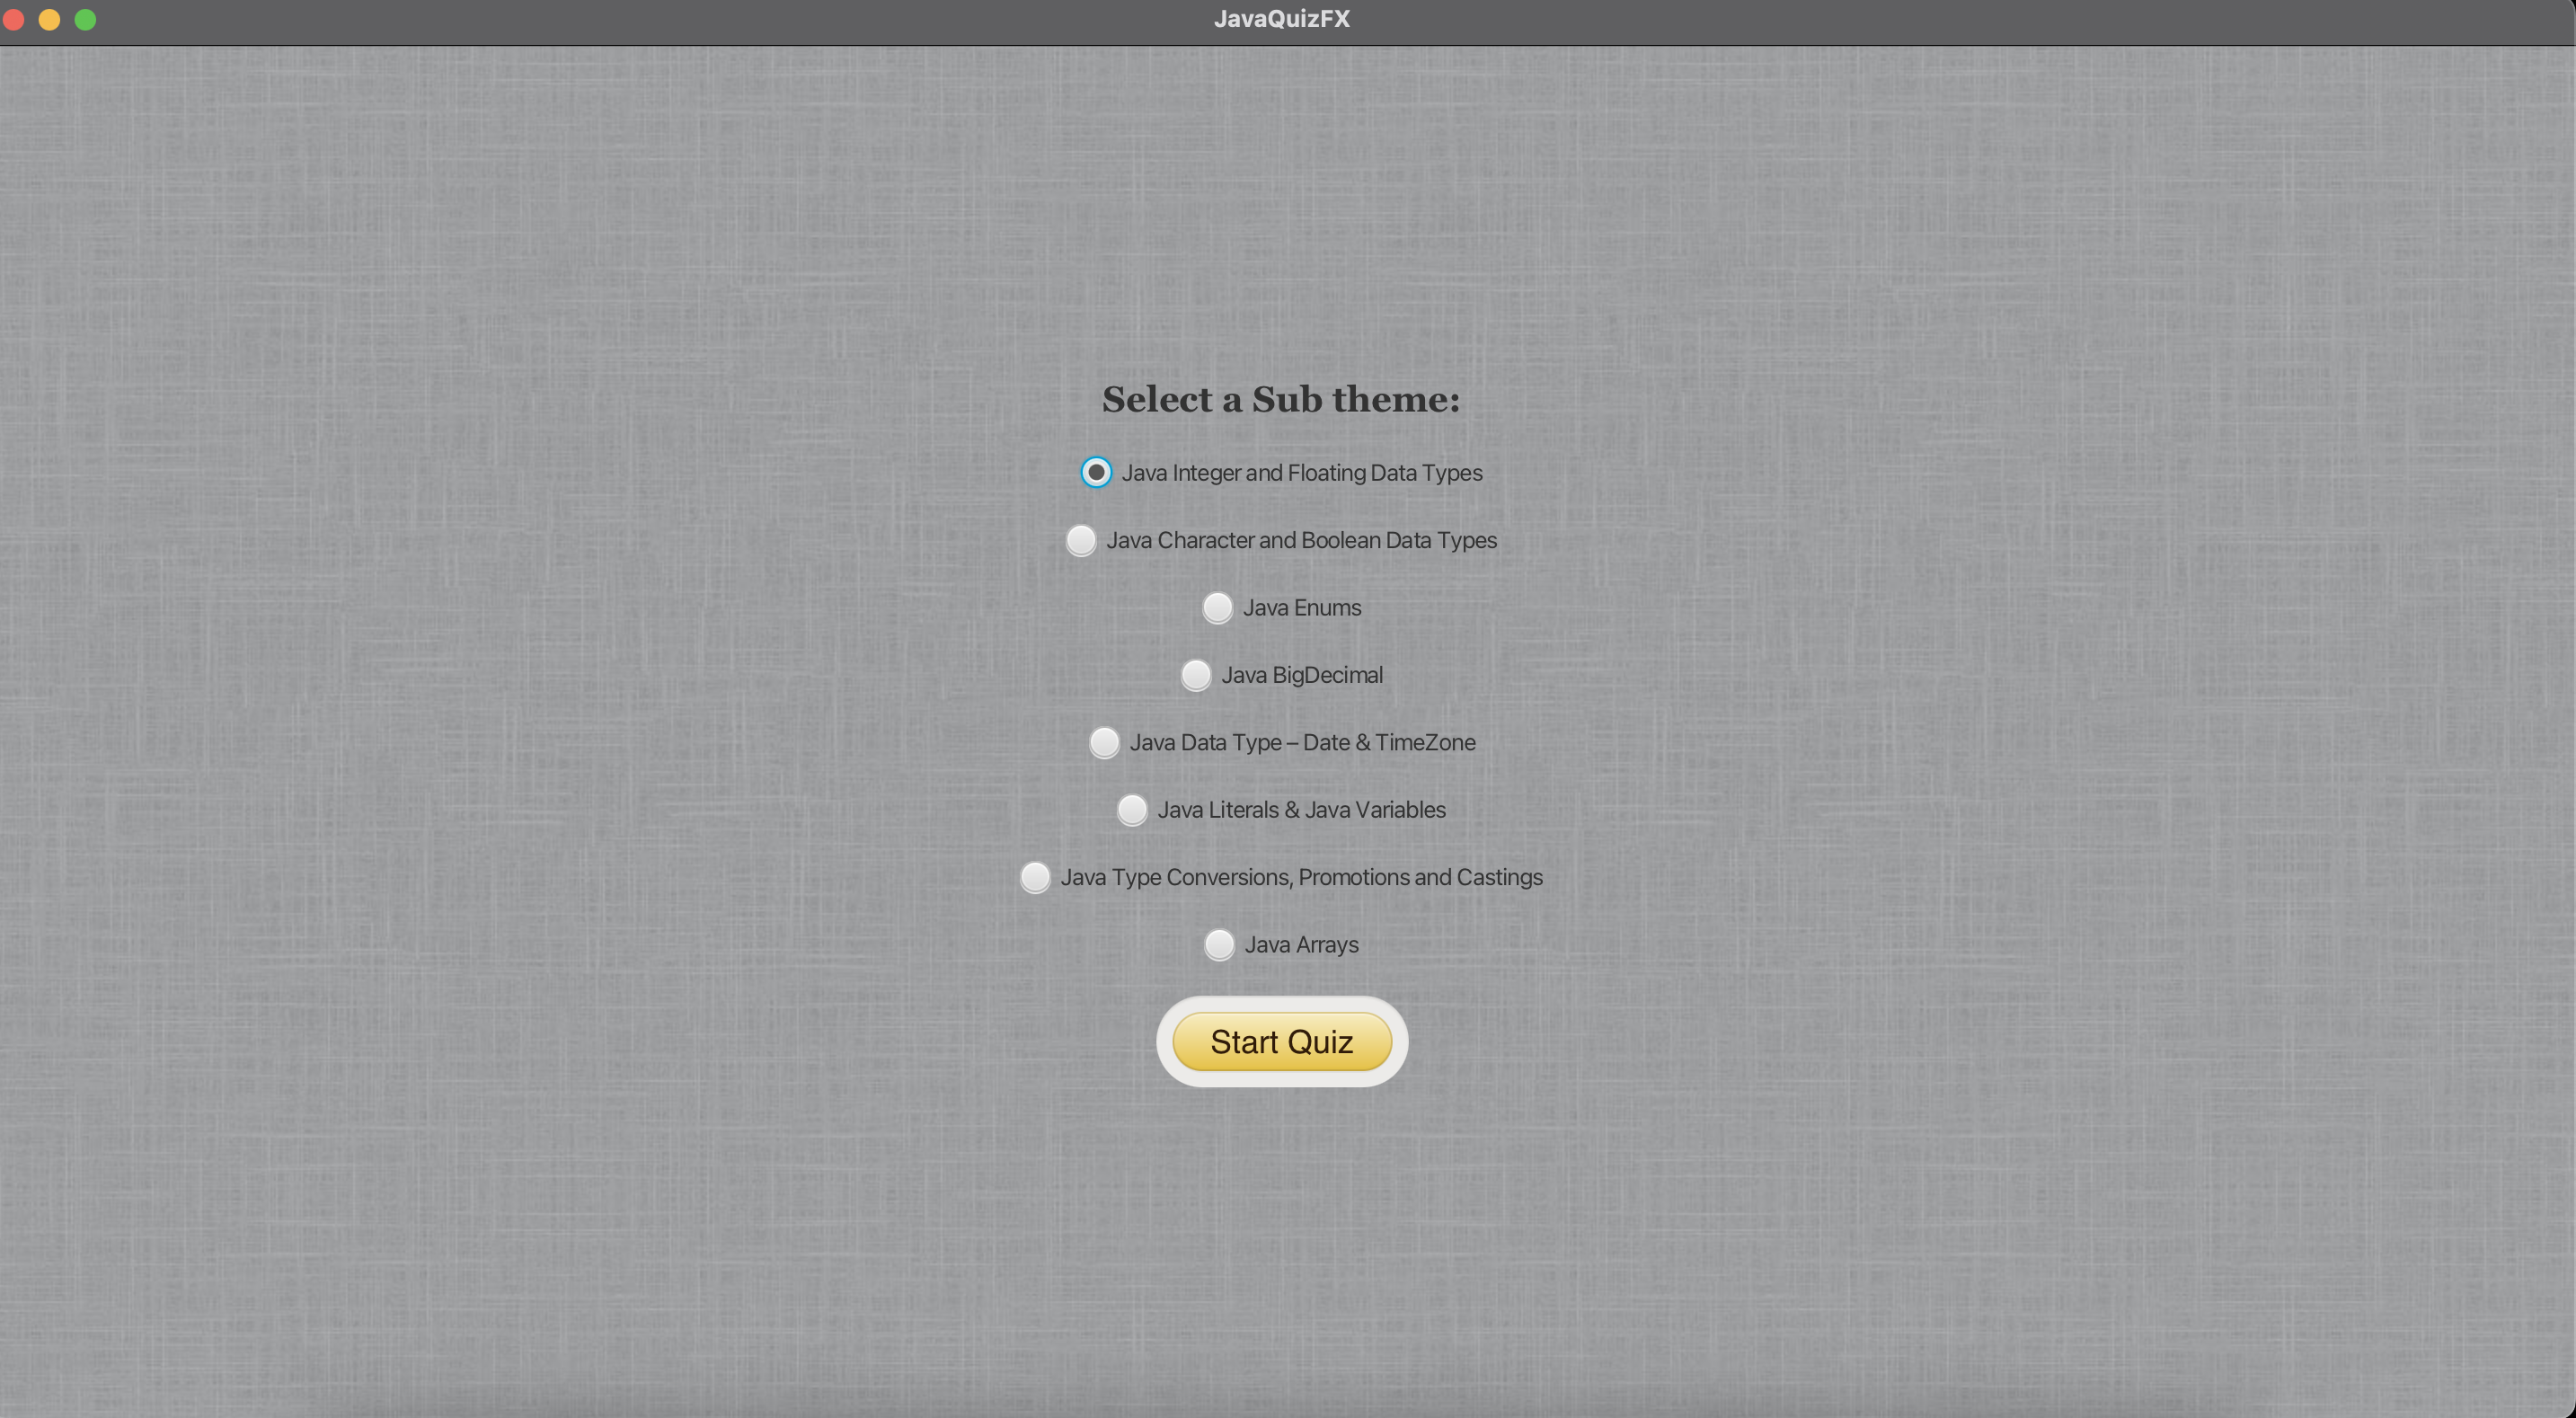 JavaQuizFX
Select a Sub theme:
Java Integer and Floating Data Types
Java Character and Boolean Data Types
Java Enums
Java BigDecimal
Java Data Type – Date & TimeZone
Java Literals & Java Variables
Java Type Conversions, Promotions and Castings
Java Arrays
Start Quiz